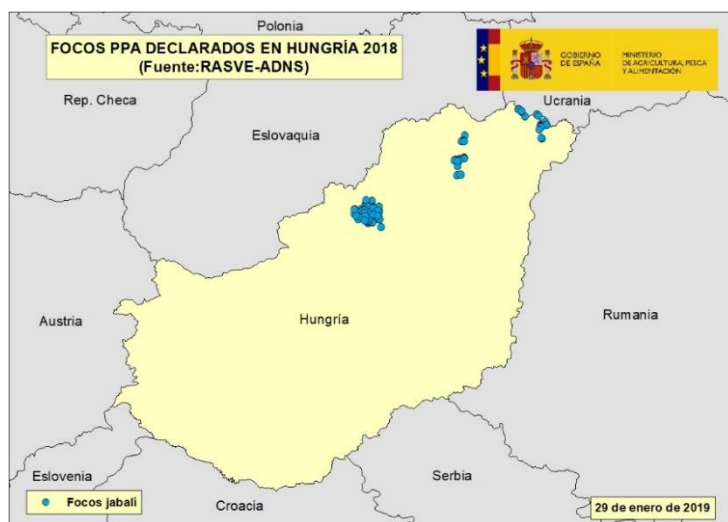 Polonia
FOCOS PPA DECLARADOS EN HUNGRÍA 2018
(Fuente:RASVE-ADNS)
GOBIERNO
DE ESPAÑA
MINISTERIO
DE AGRICULTURA, PESCA
Y ALIMENTACIÓN
Rep. Checa
Ucrania
Eslovaquia
Austria
Hungría
Rumania
Eslovenia
Serbia
Focos jabalí
Croacia
29 de enero de 2019